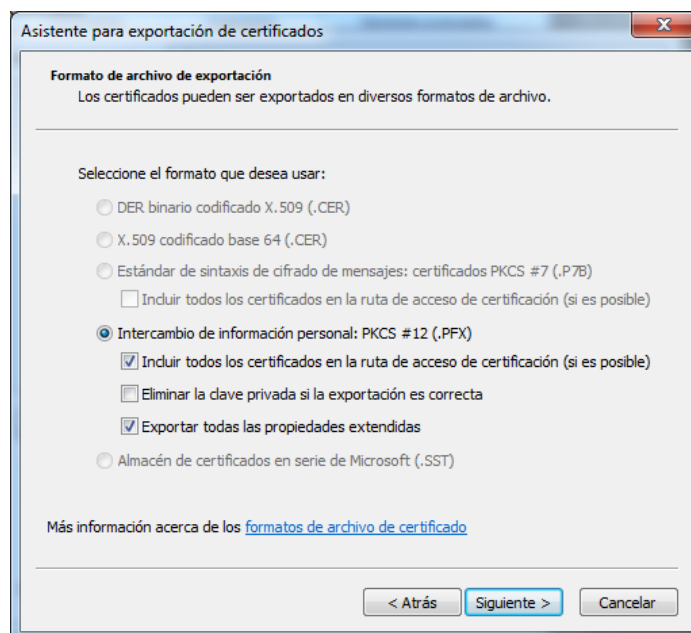 Asistente para exportación de certificados
Formato de archivo de exportación
Los certificados pueden ser exportados en diversos formatos de archivo.
Seleccione el formato que desea usar:
DER binario codificado X.509 (.CER)
X.509 codificado base 64 (.CER)
Estándar de sintaxis de cifrado de mensajes: certificados PKCS #7 (.P7B)
Incluir todos los certificados en la ruta de acceso de certificación (si es posible)
Intercambio de información personal: PKCS #12 (.PFX)
Incluir todos los certificados en la ruta de acceso de certificación (si es posible)
Eliminar la clave privada si la exportación es correcta
Exportar todas las propiedades extendidas
Almacén de certificados en serie de Microsoft (.SST)
Más información acerca de los formatos de archivo de certificado
< Atrás Siguiente > Cancelar